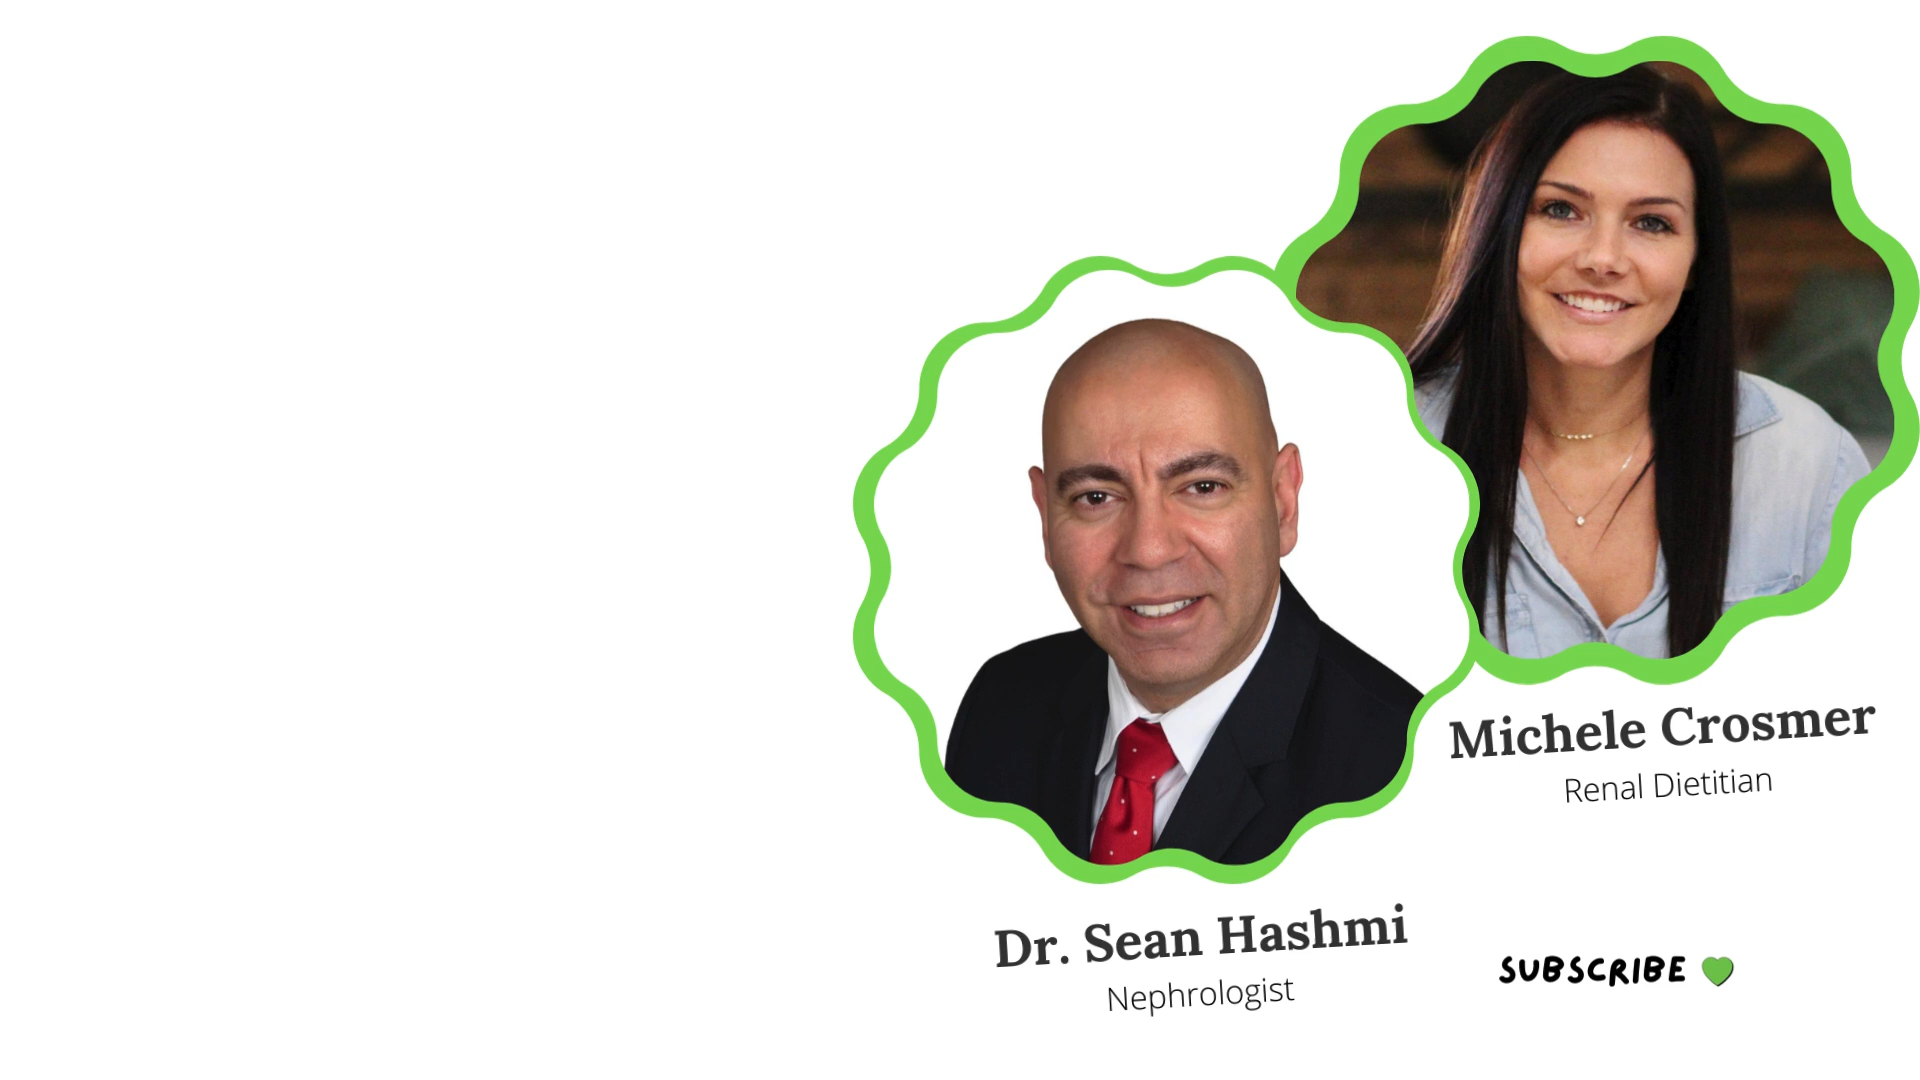 Michele Crosmer
Renal Dietitian
Dr. Sean Hashmi
Nephrologist
SUBSCRIBE